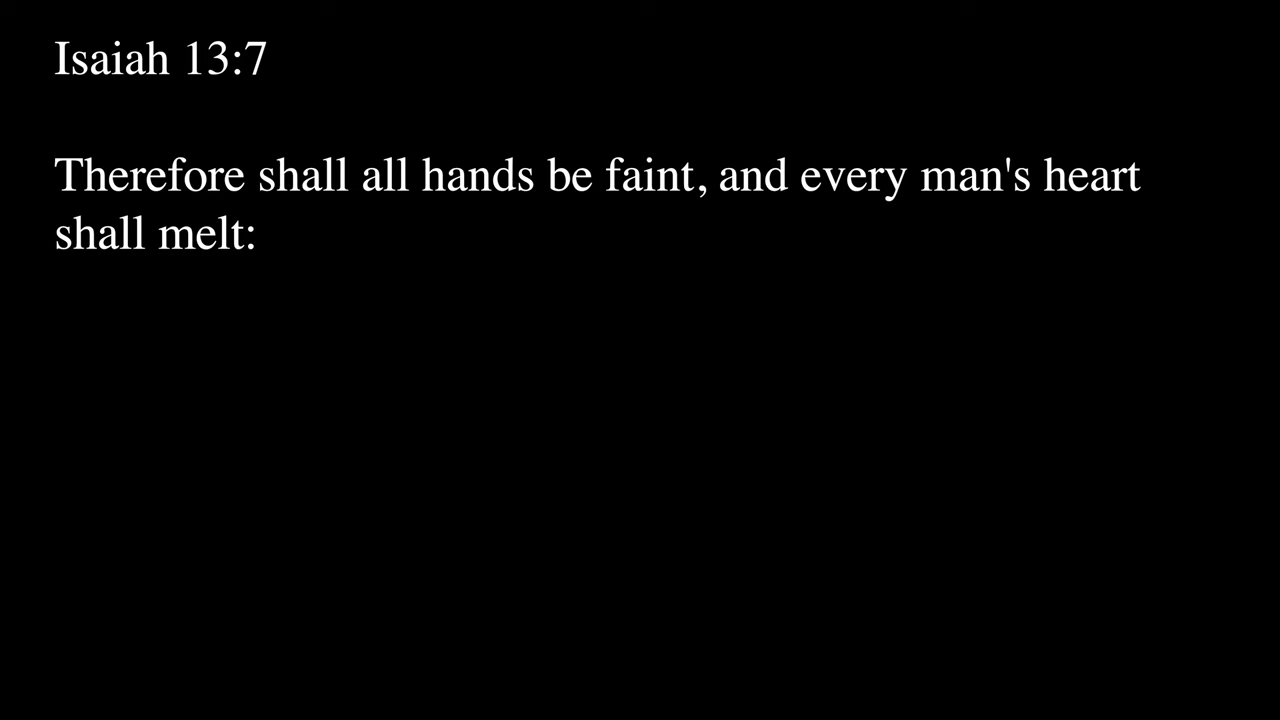 Isaiah 13:7
Therefore shall all hands be faint, and every man's heart
shall melt: